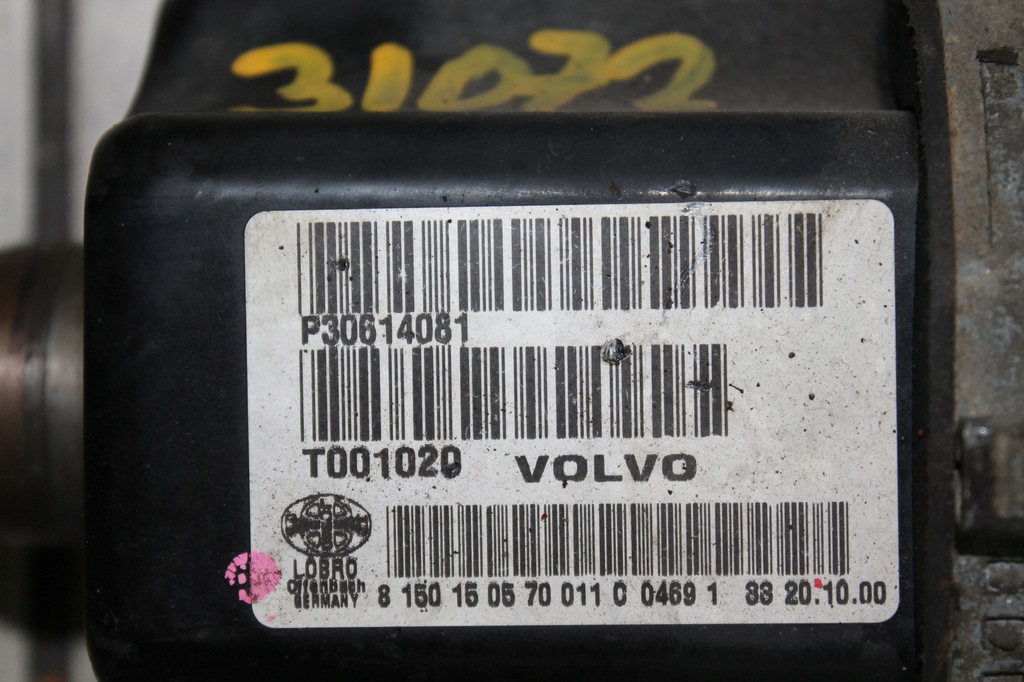 31072
P30614081
T001020 VOLVO
LOBRO
Offenbach
GERMANY
8 150 15 05 70 011 C 0469 1 33 20.10.00